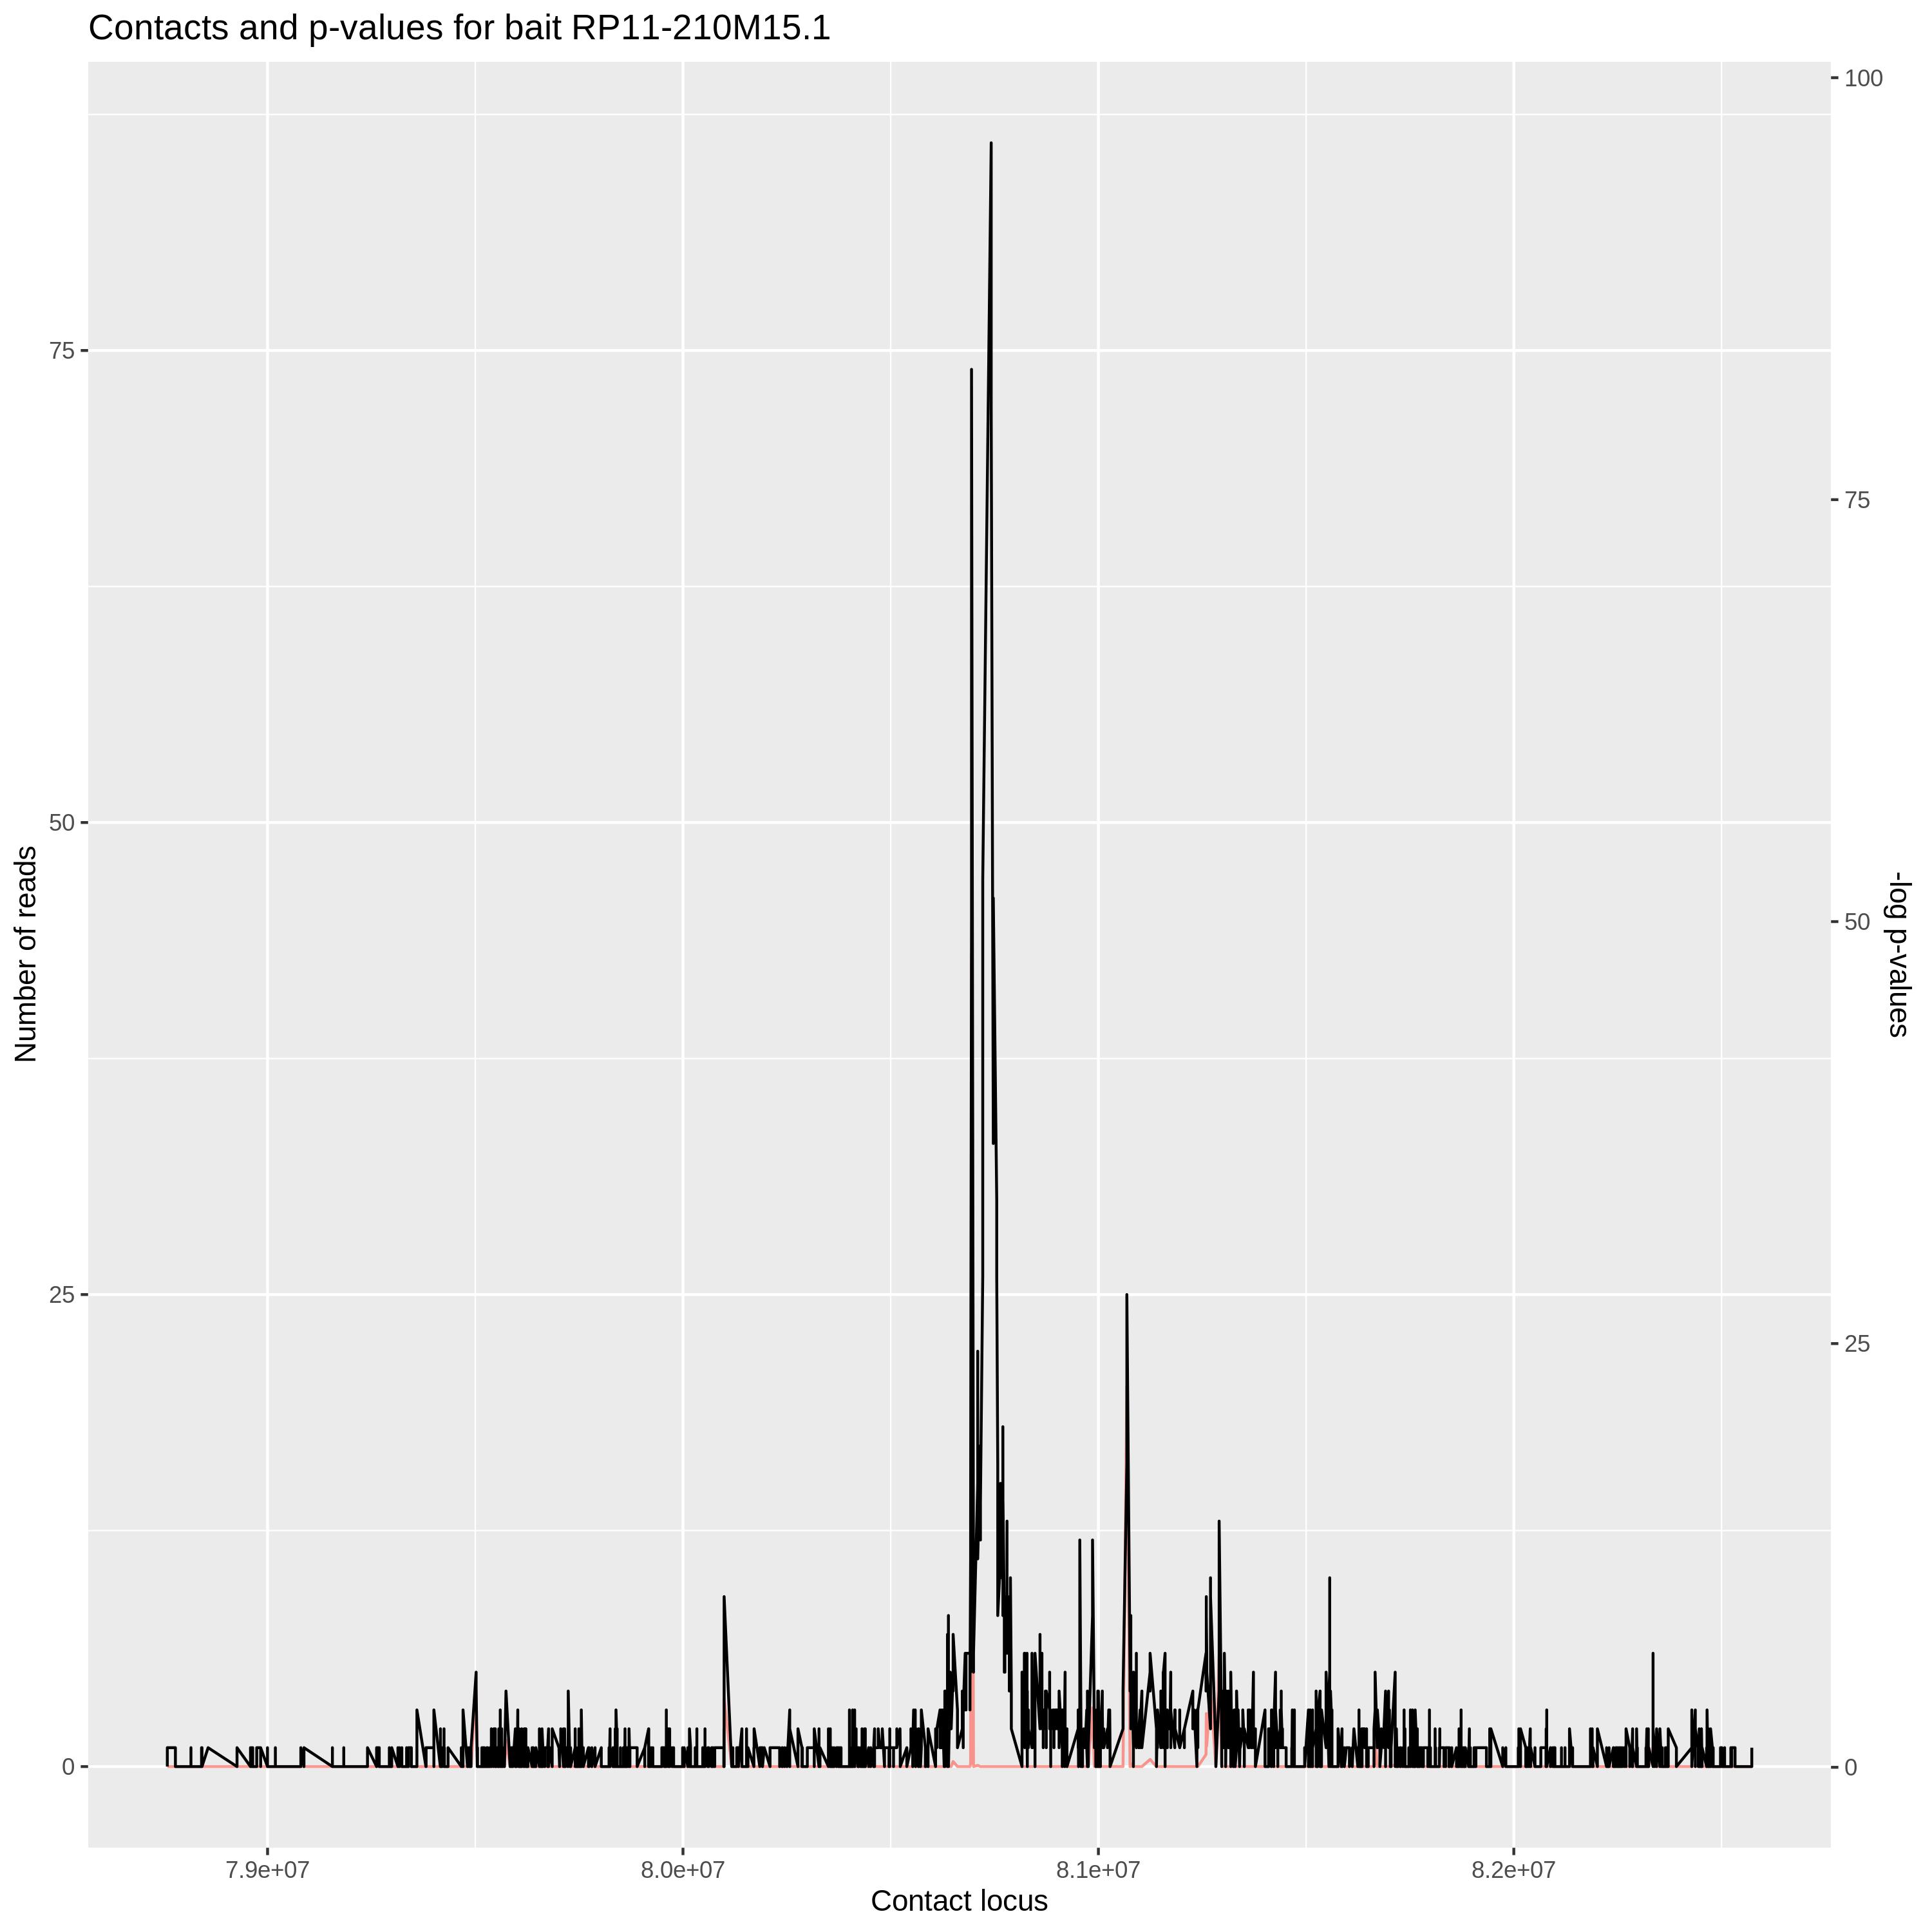 Contacts and p-values for bait RP11-210M15.1
100
75
75
50
50
25
25
0
0
Number of reads
-log p-values
7.9e+07 8.0e+07 8.1e+07 8.2e+07
Contact locus